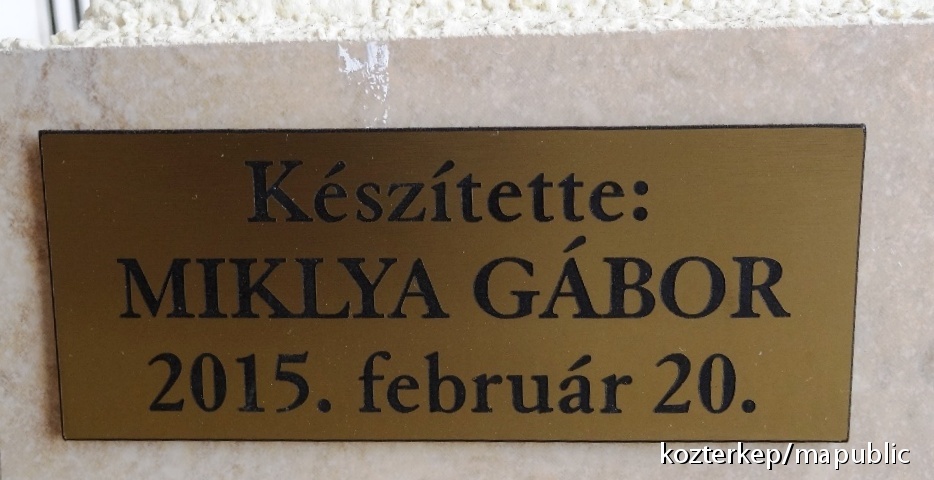 Készítette:
MIKLYA GÁBOR
2015. február 20.
kozterkep/mapublic